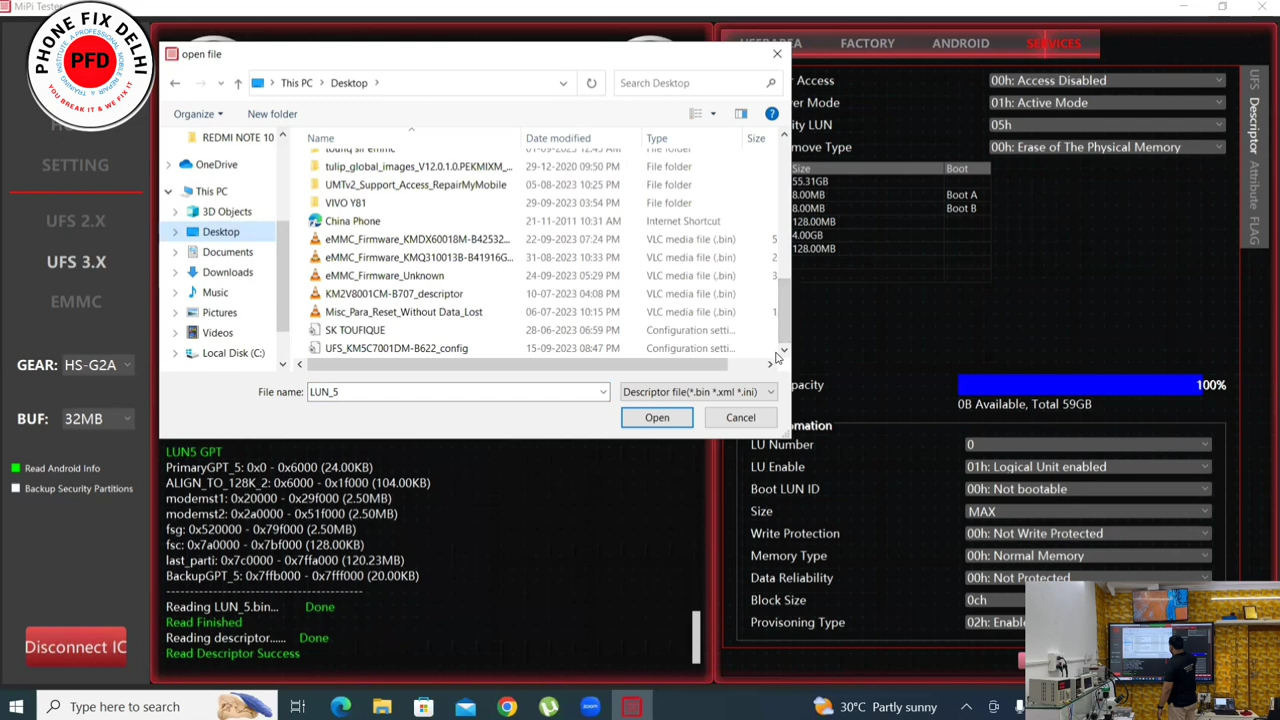 MiPi Tester
PHONE FIX DELHI
INSTITUTE A PROFESSIONAL MOBILE REPAIR TRAINING
PFD
YOU BREAK IT & WE FIX IT
SETTING
UFS 2.X
UFS 3.X
EMMC
GEAR: HS-G2A
BUF: 32MB
Read Android Info
Backup Security Partitions
Disconnect IC
open file
This PC
Desktop
Search Desktop
Organize
New folder
REDMI NOTE 10
OneDrive
This PC
3D Objects
Desktop
Documents
Downloads
Music
Pictures
Videos
Local Disk (C:)
Name Date modified Type Size
tulip_global_images_V12.0.1.0.PEKMIXM_... 29-12-2020 09:50 PM File folder
UMTv2_Support_Access_RepairMyMobile 05-08-2023 10:25 PM File folder
VIVO Y81 29-09-2023 03:54 PM File folder
China Phone 21-11-2011 10:31 AM Internet Shortcut
eMMC_Firmware_KMDX60018M-B42532... 22-09-2023 07:24 PM VLC media file (.bin) 5
eMMC_Firmware_KMQ310013B-B41916G... 31-08-2023 10:33 PM VLC media file (.bin) 2
eMMC_Firmware_Unknown 24-09-2023 05:29 PM VLC media file (.bin) 3
KM2V8001CM-B707_descriptor 10-07-2023 04:08 PM VLC media file (.bin)
Misc_Para_Reset_Without Data_Lost 06-07-2023 10:15 PM VLC media file (.bin) 1
SK TOUFIQUE 28-06-2023 06:59 PM Configuration setti...
UFS_KM5C7001DM-B622_config 15-09-2023 08:47 PM Configuration setti...
File name: LUN_5
Descriptor file(*.bin *.xml *.ini)
Open
Cancel
LUN5 GPT
PrimaryGPT_5: 0x0 - 0x6000 (24.00KB)
ALIGN_TO_128K_2: 0x6000 - 0x1f000 (104.00KB)
modemst1: 0x20000 - 0x29f000 (2.50MB)
modemst2: 0x2a0000 - 0x51f000 (2.50MB)
fsg: 0x520000 - 0x79f000 (2.50MB)
fsc: 0x7a0000 - 0x7bf000 (128.00KB)
last_parti: 0x7c0000 - 0x7ffa000 (120.23MB)
BackupGPT_5: 0x7ffb000 - 0x7fff000 (20.00KB)
Reading LUN_5.bin... Done
Read Finished
Reading descriptor...... Done
Read Descriptor Success
FACTORY
ANDROID
SERVICES
Access 00h: Access Disabled
Mode 01h: Active Mode
LUN 05h
Type 00h: Erase of The Physical Memory
Size Boot
55.31GB
8.00MB Boot A
8.00MB Boot B
128.00MB
4.00GB
128.00MB
100%
0B Available, Total 59GB
LU Number 0
LU Enable 01h: Logical Unit enabled
Boot LUN ID 00h: Not bootable
Size MAX
Write Protection 00h: Not Write Protected
Memory Type 00h: Normal Memory
Data Reliability 00h: Not Protected
Block Size 0ch
Provisioning Type 02h:
UFS
Descriptor
Attribute
FLAG
Type here to search
30°C Partly sunny